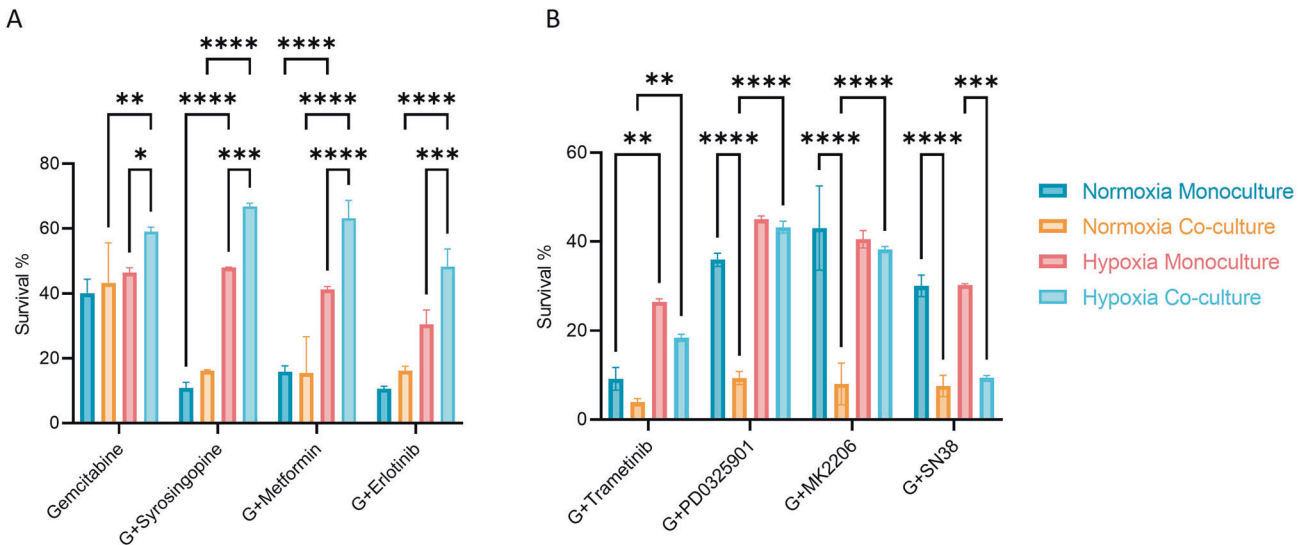 A
Survival %
80
60
40
20
0
** * Gemcitabine
**** **** *** G+Syrosingopine
**** **** **** G+Metformin
**** *** G+Erlotinib
B
Survival %
60
40
20
0
** ** G+Trametinib
**** **** G+PD0325901
**** **** G+MK2206
*** **** G+SN38
Normoxia Monoculture
Normoxia Co-culture
Hypoxia Monoculture
Hypoxia Co-culture